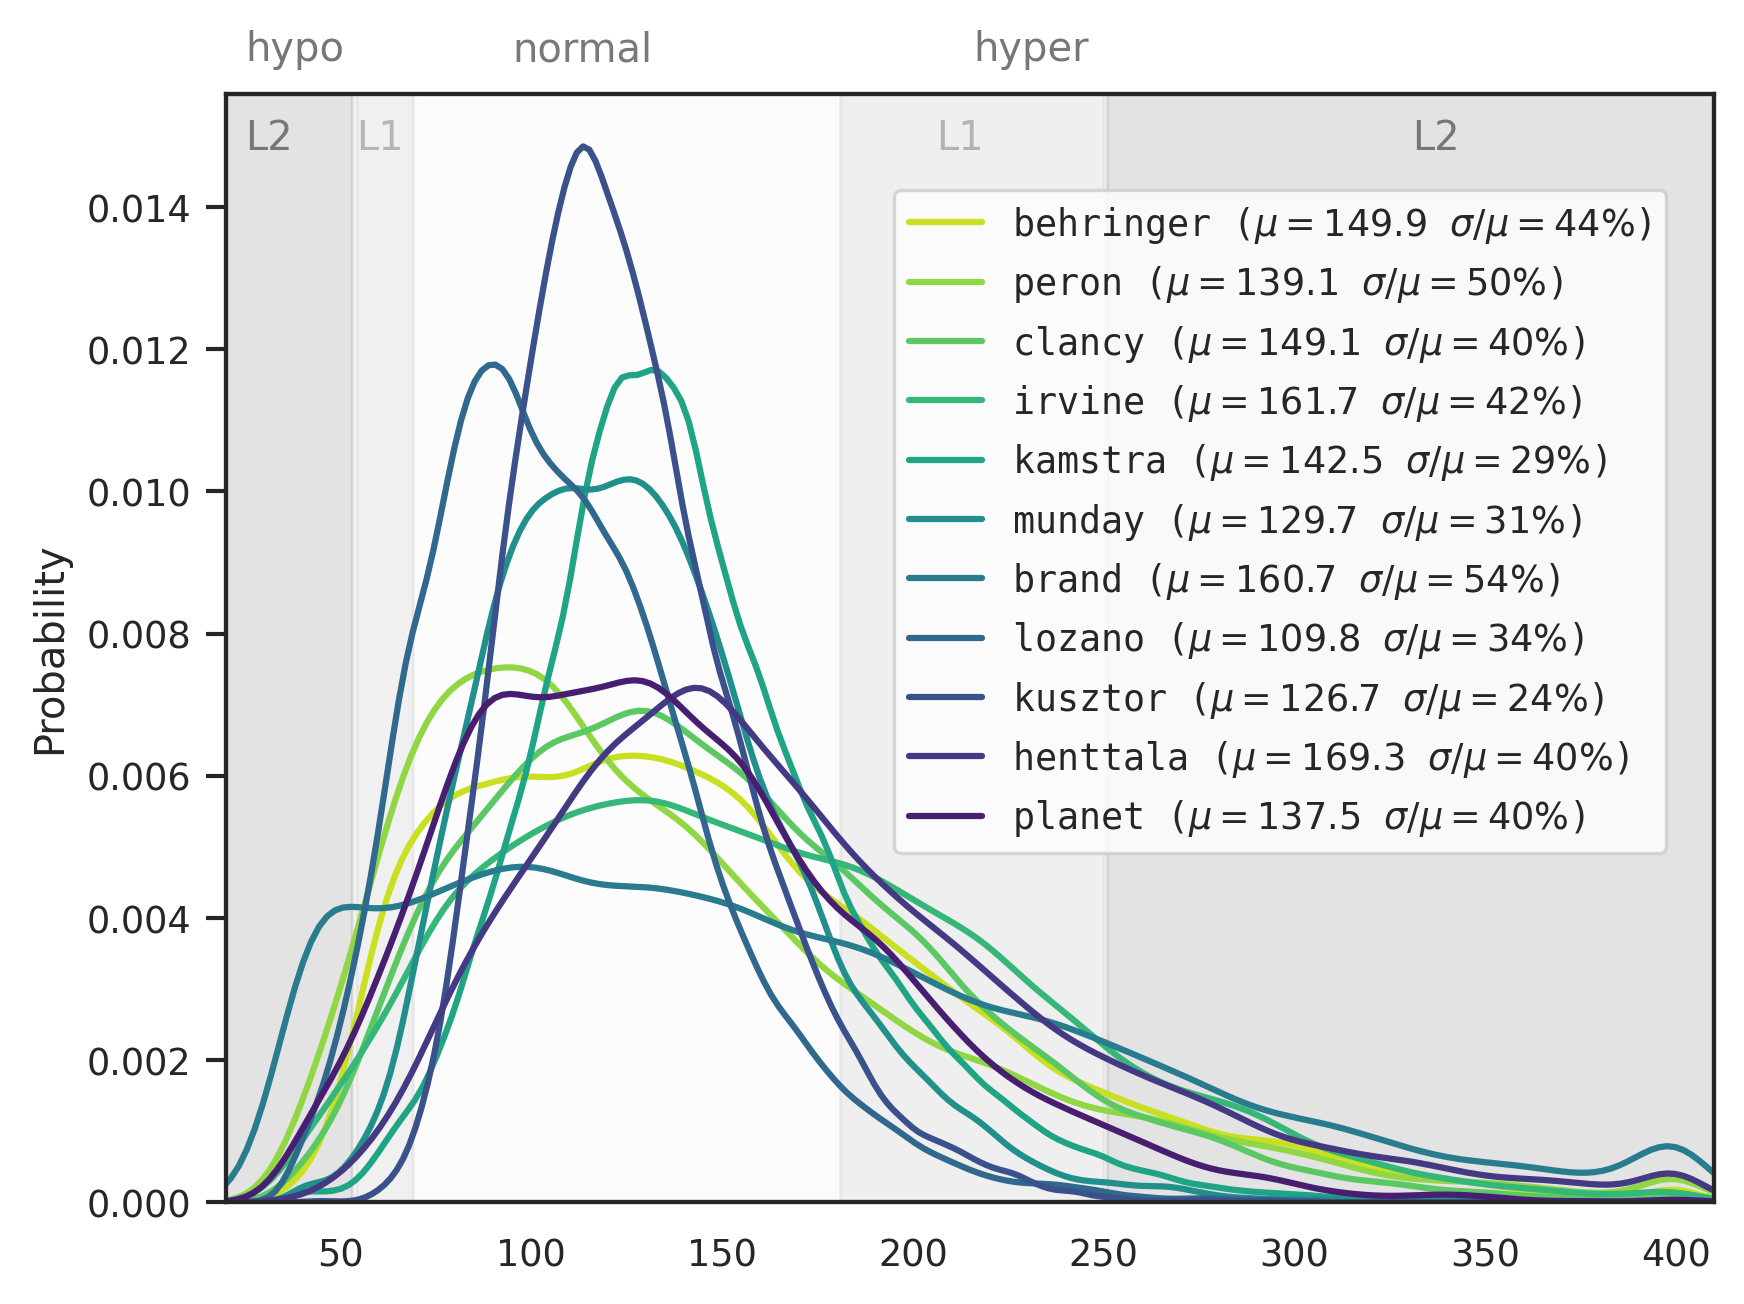 hypo normal hyper
L2 L1 L1 L2
behringer (μ = 149.9 σ/μ = 44%)
peron (μ = 139.1 σ/μ = 50%)
clancy (μ = 149.1 σ/μ = 40%)
irvine (μ = 161.7 σ/μ = 42%)
kamstra (μ = 142.5 σ/μ = 29%)
munday (μ = 129.7 σ/μ = 31%)
brand (μ = 160.7 σ/μ = 54%)
lozano (μ = 109.8 σ/μ = 34%)
kusztor (μ = 126.7 σ/μ = 24%)
henttala (μ = 169.3 σ/μ = 40%)
planet (μ = 137.5 σ/μ = 40%)
Probability
0.014
0.012
0.010
0.008
0.006
0.004
0.002
0.000
50 100 150 200 250 300 350 400